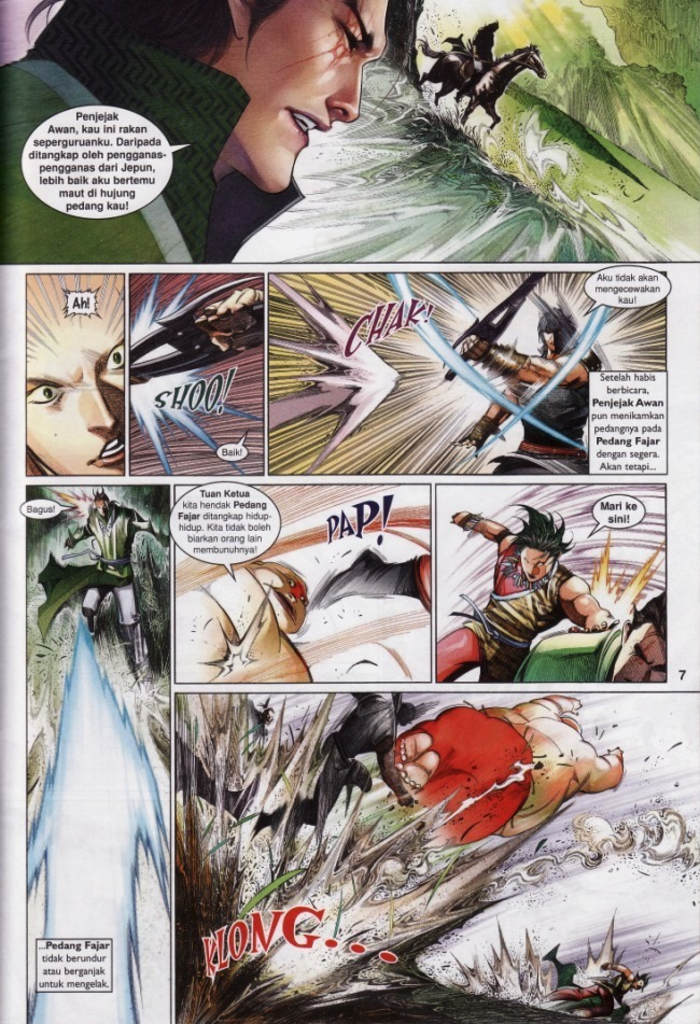 Penjejak
Awan, kau ini rakan
seperguruanku. Daripada
ditangkap oleh pengganas-
pengganas dari Jepun,
lebih baik aku bertemu
maut di hujung
pedang kau!
Ah!
SHOO!
Baik!
CHAK!
Aku tidak akan
mengecewakan
kau!
Setelah habis
berbicara,
Penjejak Awan
pun menikamkan
pedangnya pada
Pedang Fajar
dengan segera.
Akan tetapi...
Bagus!
Tuan Ketua
kita hendak Pedang
Fajar ditangkap hidup-
hidup. Kita tidak boleh
biarkan orang lain
membunuhnya!
PAP!
Mari ke
sini!
7
...Pedang Fajar
tidak berundur
atau berganjak
untuk mengelak.
KLONG...